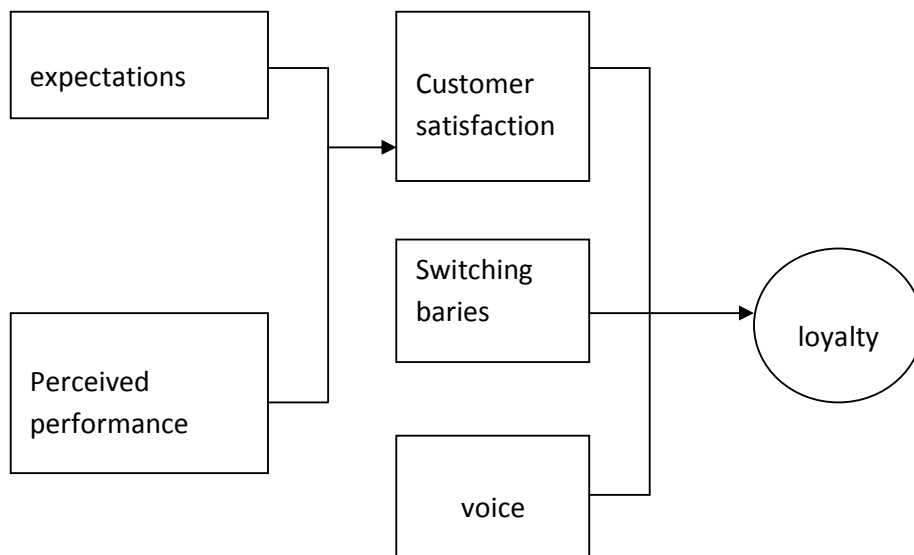 expectations
Customer
satisfaction
Switching
baries
Perceived
performance
loyalty
voice